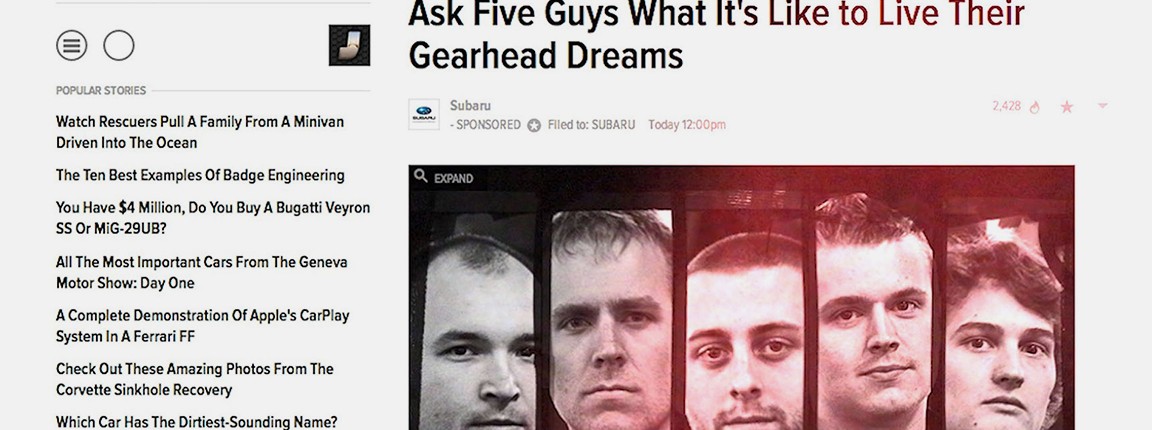 Ask Five Guys What It's Like to Live Their
Gearhead Dreams
Subaru
- SPONSORED Filed to: SUBARU Today 12:00pm
2,428
SUBARU
EXPAND
POPULAR STORIES
Watch Rescuers Pull A Family From A Minivan
Driven Into The Ocean
The Ten Best Examples Of Badge Engineering
You Have $4 Million, Do You Buy A Bugatti Veyron
SS Or MiG-29UB?
All The Most Important Cars From The Geneva
Motor Show: Day One
A Complete Demonstration Of Apple's CarPlay
System In A Ferrari FF
Check Out These Amazing Photos From The
Corvette Sinkhole Recovery
Which Car Has The Dirtiest-Sounding Name?